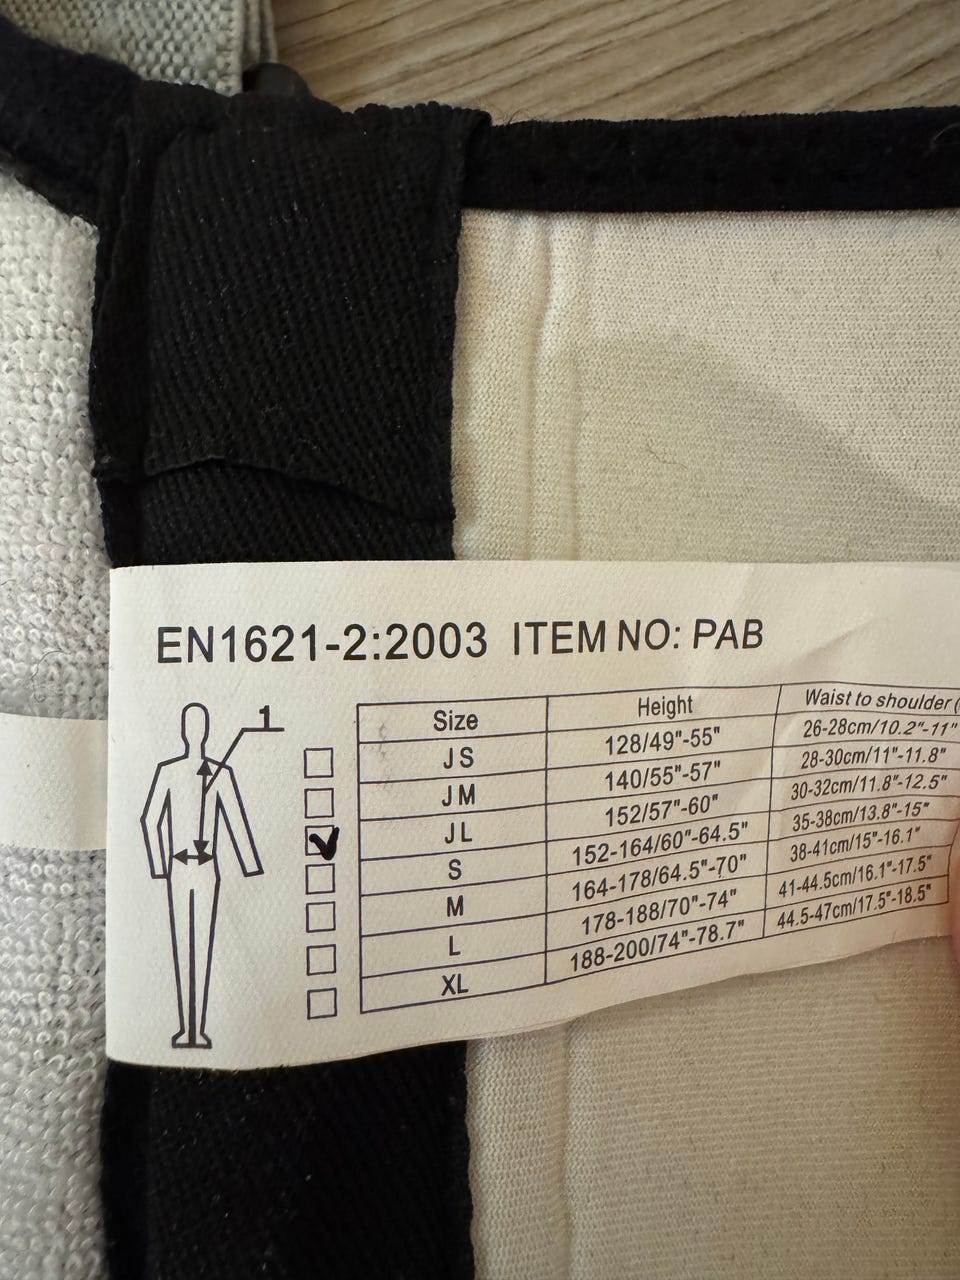 EN1621-2:2003 ITEM NO: PAB
1
Size Height Waist to shoulder (
JS 128/49"-55" 26-28cm/10.2"-11"
JM 140/55"-57" 28-30cm/11"-11.8"
JL 152/57"-60" 30-32cm/11.8"-12.5"
S 152-164/60"-64.5" 35-38cm/13.8"-15"
M 164-178/64.5"-70" 38-41cm/15"-16.1"
L 178-188/70"-74" 41-44.5cm/16.1"-17.5"
XL 188-200/74"-78.7" 44.5-47cm/17.5"-18.5"